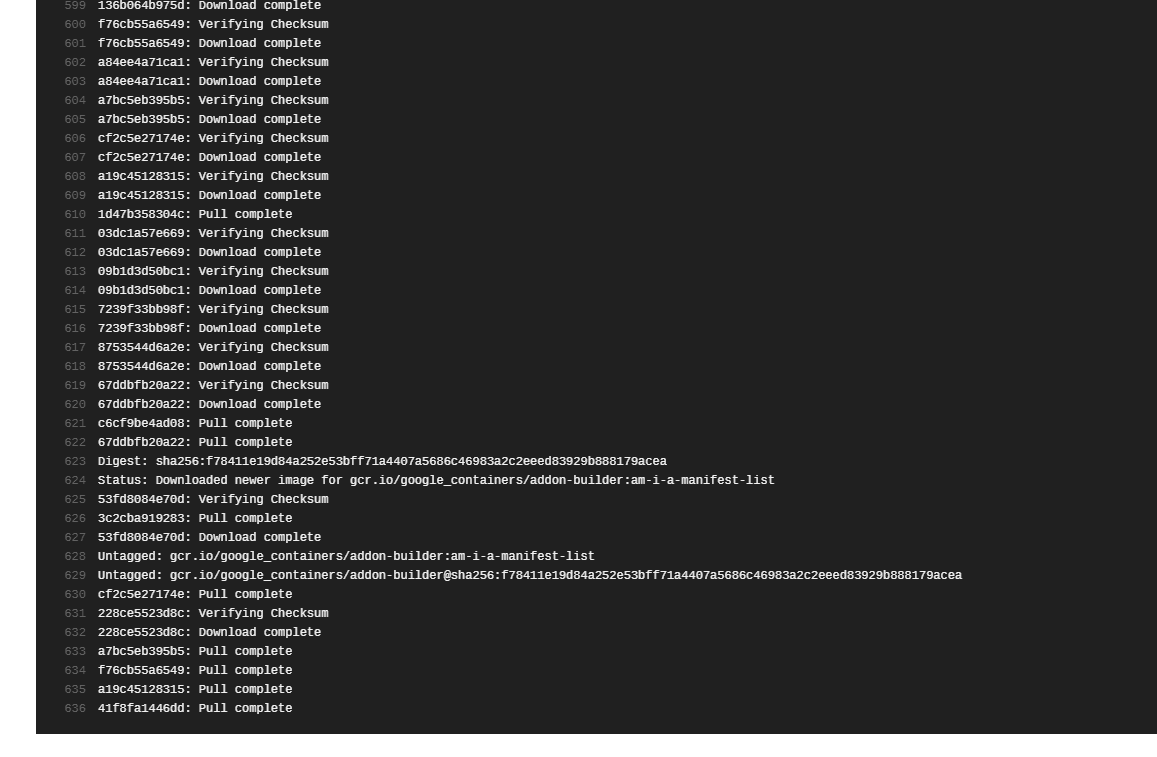 599 136b064b975d: Download complete
600 f76cb55a6549: Verifying Checksum
601 f76cb55a6549: Download complete
602 a84ee4a71ca1: Verifying Checksum
603 a84ee4a71ca1: Download complete
604 a7bc5eb395b5: Verifying Checksum
605 a7bc5eb395b5: Download complete
606 cf2c5e27174e: Verifying Checksum
607 cf2c5e27174e: Download complete
608 a19c45128315: Verifying Checksum
609 a19c45128315: Download complete
610 1d47b358304c: Pull complete
611 03dc1a57e669: Verifying Checksum
612 03dc1a57e669: Download complete
613 09b1d3d50bc1: Verifying Checksum
614 09b1d3d50bc1: Download complete
615 7239f33bb98f: Verifying Checksum
616 7239f33bb98f: Download complete
617 8753544d6a2e: Verifying Checksum
618 8753544d6a2e: Download complete
619 67ddbfb20a22: Verifying Checksum
620 67ddbfb20a22: Download complete
621 c6cf9be4ad08: Pull complete
622 67ddbfb20a22: Pull complete
623 Digest: sha256:f78411e19d84a252e53bff71a4407a5686c46983a2c2eeed83929b888179acea
624 Status: Downloaded newer image for gcr.io/google_containers/addon-builder:am-i-a-manifest-list
625 53fd8084e70d: Verifying Checksum
626 3c2cba919283: Pull complete
627 53fd8084e70d: Download complete
628 Untagged: gcr.io/google_containers/addon-builder:am-i-a-manifest-list
629 Untagged: gcr.io/google_containers/addon-builder@sha256:f78411e19d84a252e53bff71a4407a5686c46983a2c2eeed83929b888179acea
630 cf2c5e27174e: Pull complete
631 228ce5523d8c: Verifying Checksum
632 228ce5523d8c: Download complete
633 a7bc5eb395b5: Pull complete
634 f76cb55a6549: Pull complete
635 a19c45128315: Pull complete
636 41f8fa1446dd: Pull complete